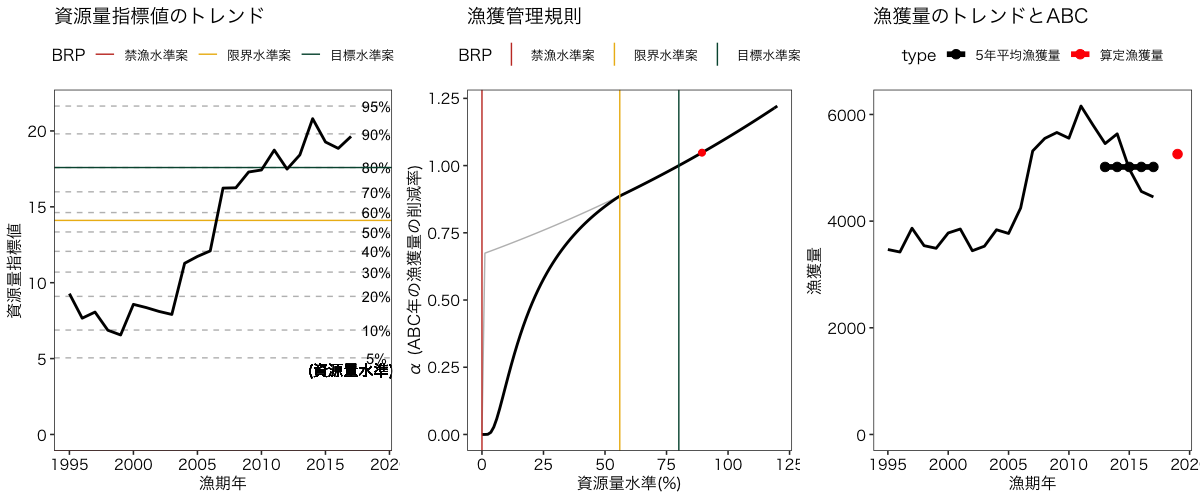 資源量指標値のトレンド
BRP 禁漁水準案 限界水準案 目標水準案
資源量指標値
20
15
10
5
0
95%
90%
80%
70%
60%
50%
40%
30%
20%
10%
5%
(資源量水準)
1995 2000 2005 2010 2015 202
漁期年
漁獲管理規則
BRP 禁漁水準案 限界水準案 目標水準案
α (ABC年の漁獲量の削減率)
1.25
1.00
0.75
0.50
0.25
0.00
0 25 50 75 100 125
資源量水準(%)
漁獲量のトレンドとABC
type 5年平均漁獲量 算定漁獲量
漁獲量
6000
4000
2000
0
1995 2000 2005 2010 2015 202
漁期年